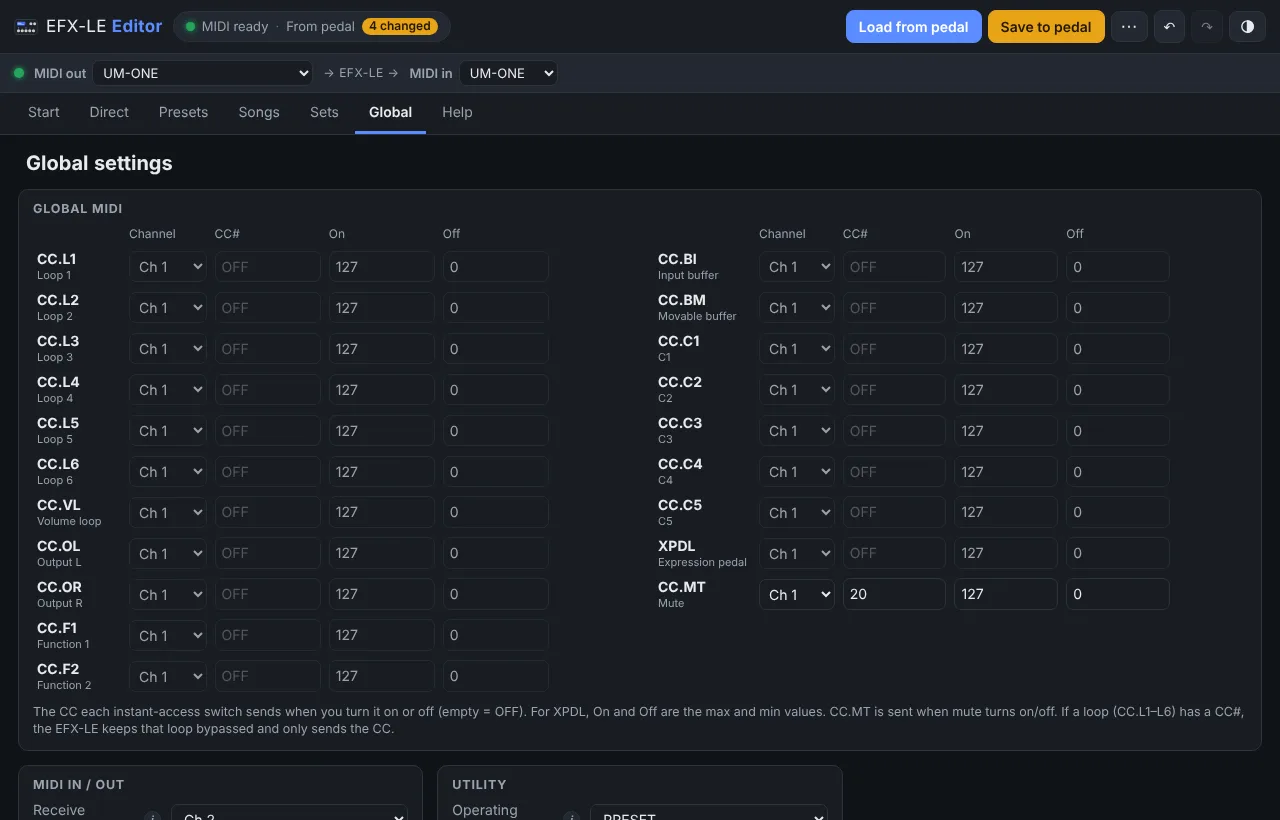 EFX-LE Editor MIDI ready · From pedal 4 changed Load from pedal Save to pedal ···
MIDI out UM-ONE → EFX-LE → MIDI in UM-ONE
Start Direct Presets Songs Sets Global Help
Global settings
GLOBAL MIDI
Channel CC# On Off Channel CC# On Off
CC.L1 Ch 1 OFF 127 0 CC.BI Ch 1 OFF 127 0
Loop 1 Input buffer
CC.L2 Ch 1 OFF 127 0 CC.BM Ch 1 OFF 127 0
Loop 2 Movable buffer
CC.L3 Ch 1 OFF 127 0 CC.C1 Ch 1 OFF 127 0
Loop 3 C1
CC.L4 Ch 1 OFF 127 0 CC.C2 Ch 1 OFF 127 0
Loop 4 C2
CC.L5 Ch 1 OFF 127 0 CC.C3 Ch 1 OFF 127 0
Loop 5 C3
CC.L6 Ch 1 OFF 127 0 CC.C4 Ch 1 OFF 127 0
Loop 6 C4
CC.VL Ch 1 OFF 127 0 CC.C5 Ch 1 OFF 127 0
Volume loop C5
CC.OL Ch 1 OFF 127 0 XPDL Ch 1 OFF 127 0
Output L Expression pedal
CC.OR Ch 1 OFF 127 0 CC.MT Ch 1 20 127 0
Output R Mute
CC.F1 Ch 1 OFF 127 0
Function 1
CC.F2 Ch 1 OFF 127 0
Function 2
The CC each instant-access switch sends when you turn it on or off (empty = OFF). For XPDL, On and Off are the max and min values. CC.MT is sent when mute turns on/off. If a loop (CC.L1–L6) has a CC#,
the EFX-LE keeps that loop bypassed and only sends the CC.
MIDI IN / OUT UTILITY
Receive i Ch 2 Operating i PRESET